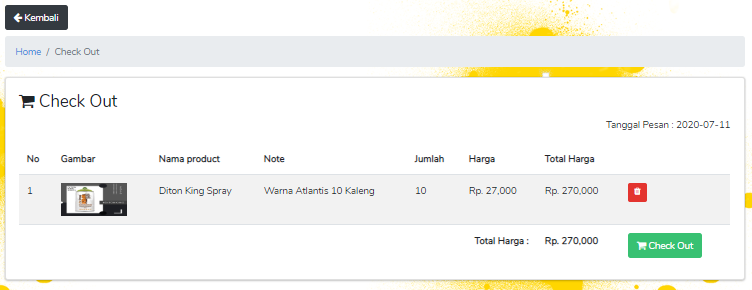 Kembali
Home / Check Out
Check Out
Tanggal Pesan : 2020-07-11
No Gambar Nama product Note Jumlah Harga Total Harga
1 Diton King Spray Warna Atlantis 10 Kaleng 10 Rp. 27,000 Rp. 270,000
Total Harga : Rp. 270,000 Check Out